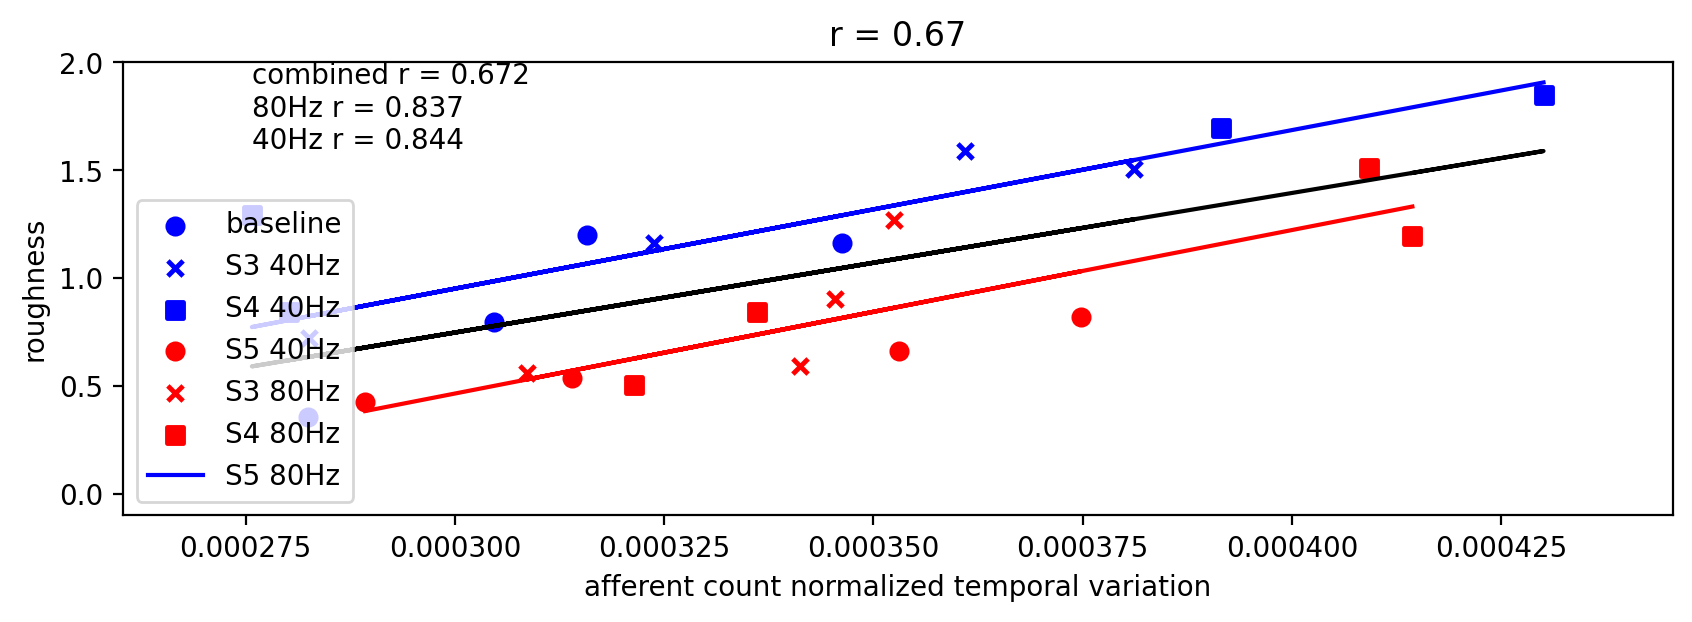 r = 0.67
combined r = 0.672
80Hz r = 0.837
40Hz r = 0.844
2.0
1.5
1.0
0.5
0.0
roughness
baseline
S3 40Hz
S4 40Hz
S5 40Hz
S3 80Hz
S4 80Hz
S5 80Hz
0.000275
0.000300
0.000325
0.000350
0.000375
0.000400
0.000425
afferent count normalized temporal variation